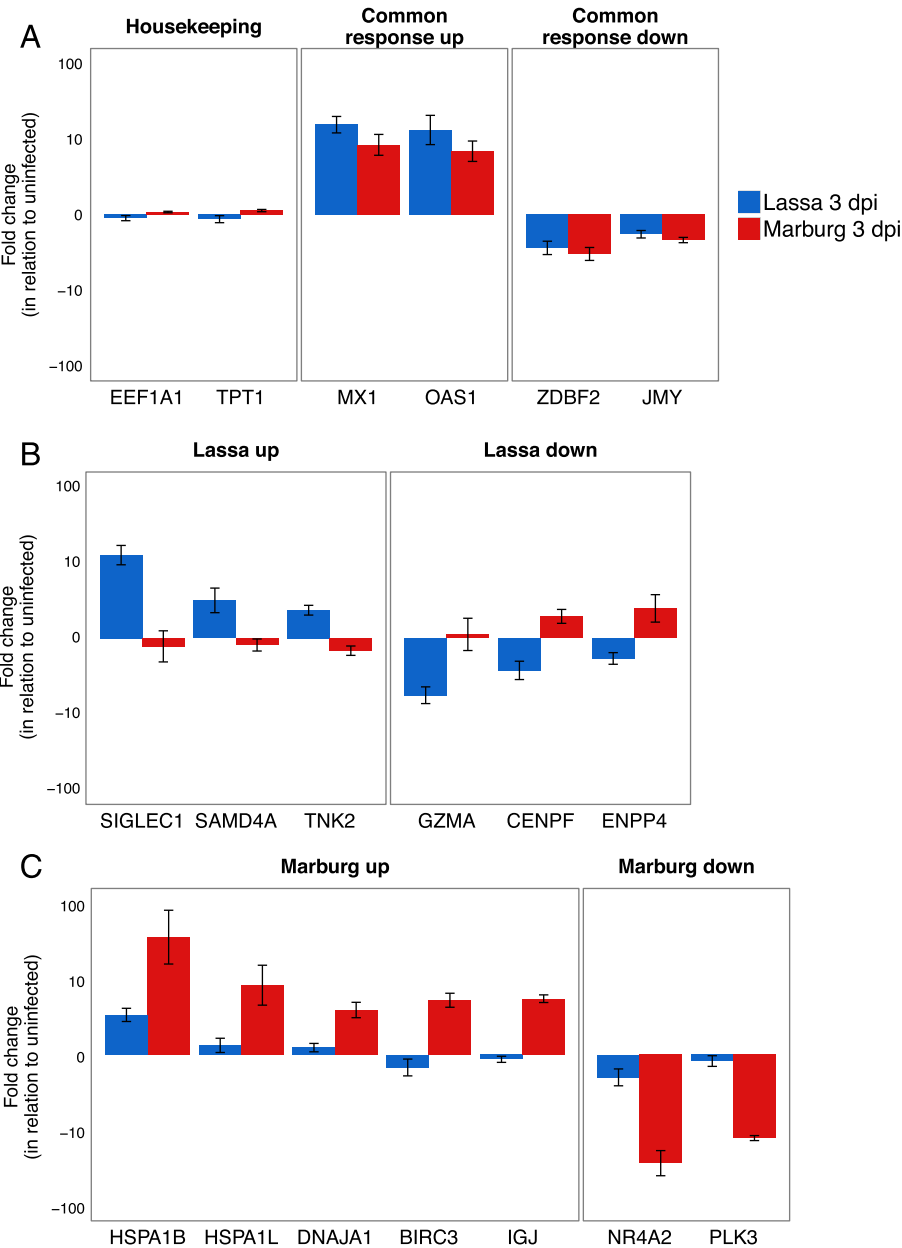 A
Housekeeping
Common
response up
Common
response down
Fold change
(in relation to uninfected)
100
10
0
−10
−100
EEF1A1 TPT1 MX1 OAS1 ZDBF2 JMY
Lassa 3 dpi
Marburg 3 dpi
B
Lassa up Lassa down
Fold change
(in relation to uninfected)
100
10
0
−10
−100
SIGLEC1 SAMD4A TNK2 GZMA CENPF ENPP4
C
Marburg up Marburg down
Fold change
(in relation to uninfected)
100
10
0
−10
−100
HSPA1B HSPA1L DNAJA1 BIRC3 IGJ NR4A2 PLK3